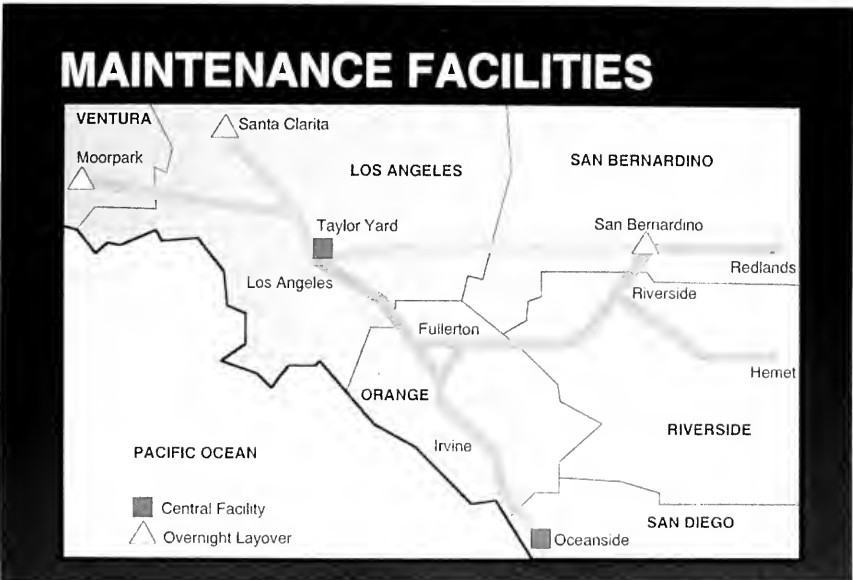 MAINTENANCE FACILITIES
VENTURA
Santa Clarita
Moorpark
LOS ANGELES
SAN BERNARDINO
Taylor Yard
San Bernardino
Redlands
Los Angeles
Riverside
Fullerton
Hemet
ORANGE
Irvine
RIVERSIDE
PACIFIC OCEAN
Central Facility
Overnight Layover
SAN DIEGO
Oceanside